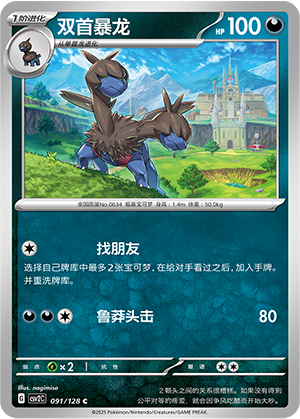 1阶进化
双首暴龙
HP 100
从单首龙进化
全国图鉴No.0634 粗暴宝可梦 身高：1.4m 体重：50.0kg
找朋友
选择自己牌库中最多2张宝可梦，在给对手看过之后，加入手牌。
并重洗牌库。
鲁莽头击 80
弱点 ×2 抗性 撤退
Illus. nagimiso
G CSV2C 091/128 C
2颗头之间的关系很糟糕。如果没有得到
公平对等的疼爱，就会因争风吃醋而开始大吵。
©2025 Pokémon/Nintendo/Creatures/GAME FREAK.